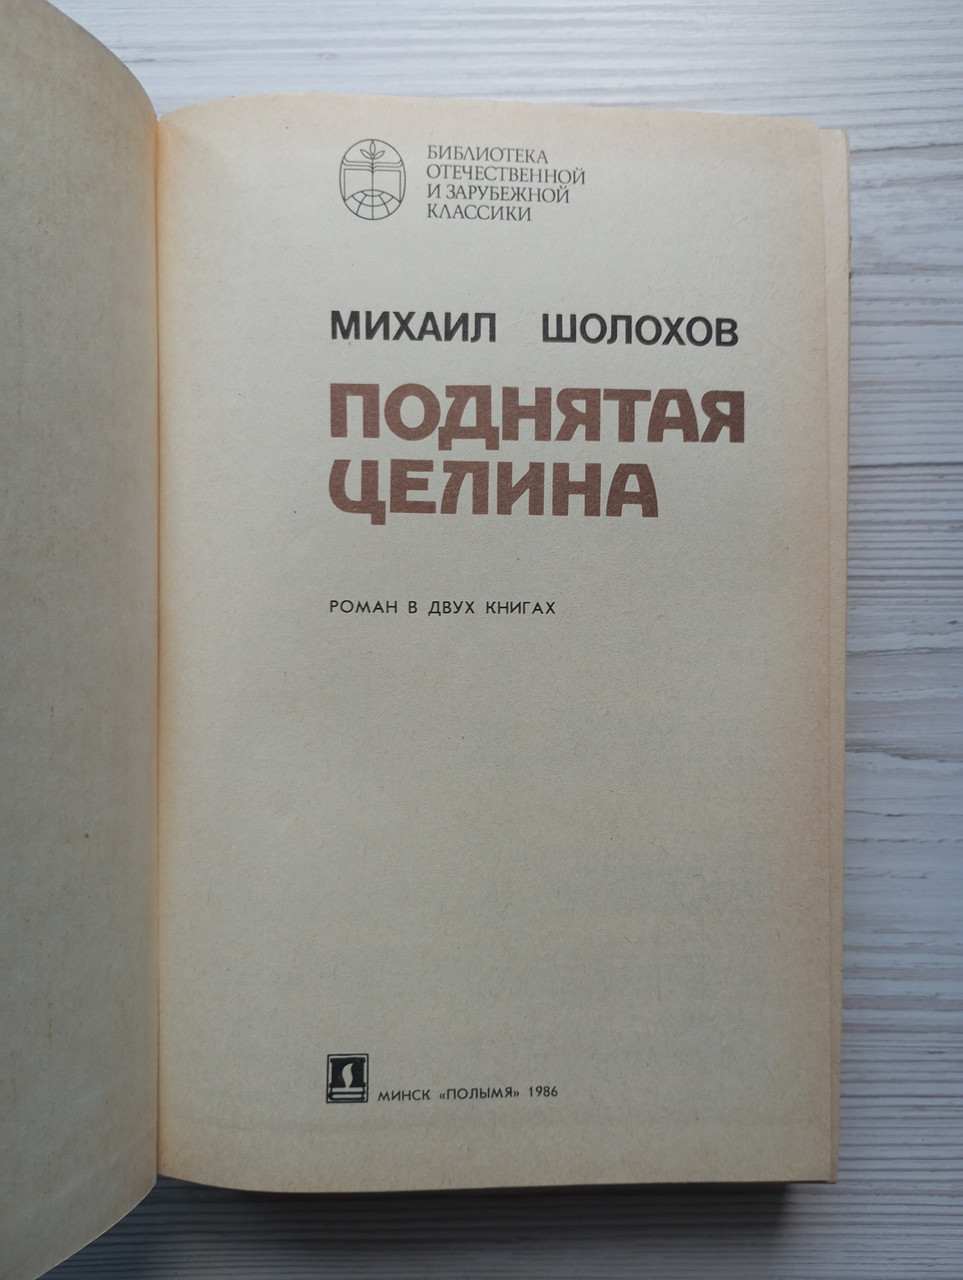 БИБЛИОТЕКА
ОТЕЧЕСТВЕННОЙ
И ЗАРУБЕЖНОЙ
КЛАССИКИ
МИХАИЛ ШОЛОХОВ
ПОДНЯТАЯ
ЦЕЛИНА
РОМАН В ДВУХ КНИГАХ
МИНСК «ПОЛЫМЯ» 1986